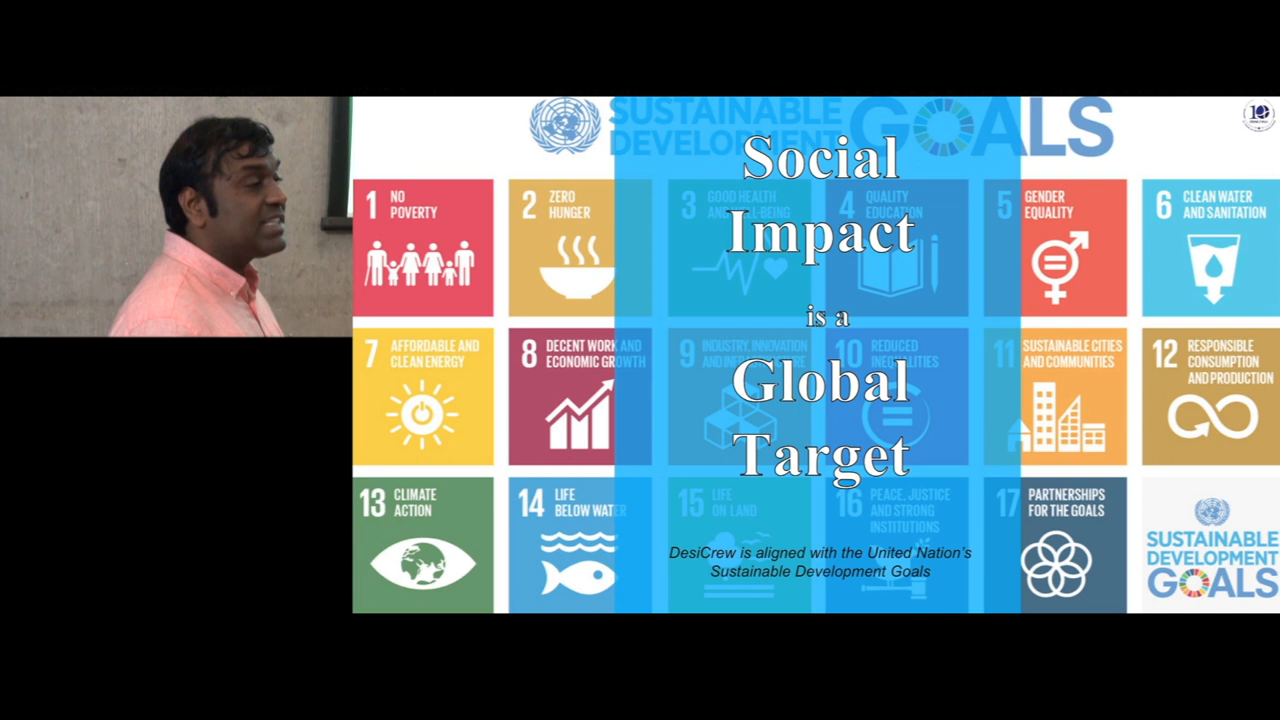 SUSTAINABLE
DEVELOPMENT
GOALS
10
Social
Impact
is a
Global
Target
DesiCrew is aligned with the United Nation's
Sustainable Development Goals
1 NO
POVERTY
2 ZERO
HUNGER
3 GOOD HEALTH
AND WELL-BEING
4 QUALITY
EDUCATION
5 GENDER
EQUALITY
6 CLEAN WATER
AND SANITATION
7 AFFORDABLE AND
CLEAN ENERGY
8 DECENT WORK AND
ECONOMIC GROWTH
9 INDUSTRY, INNOVATION
AND INFRASTRUCTURE
10 REDUCED
INEQUALITIES
11 SUSTAINABLE CITIES
AND COMMUNITIES
12 RESPONSIBLE
CONSUMPTION
AND PRODUCTION
13 CLIMATE
ACTION
14 LIFE
BELOW WATER
15 LIFE
ON LAND
16 PEACE, JUSTICE
AND STRONG
INSTITUTIONS
17 PARTNERSHIPS
FOR THE GOALS
SUSTAINABLE
DEVELOPMENT
GOALS